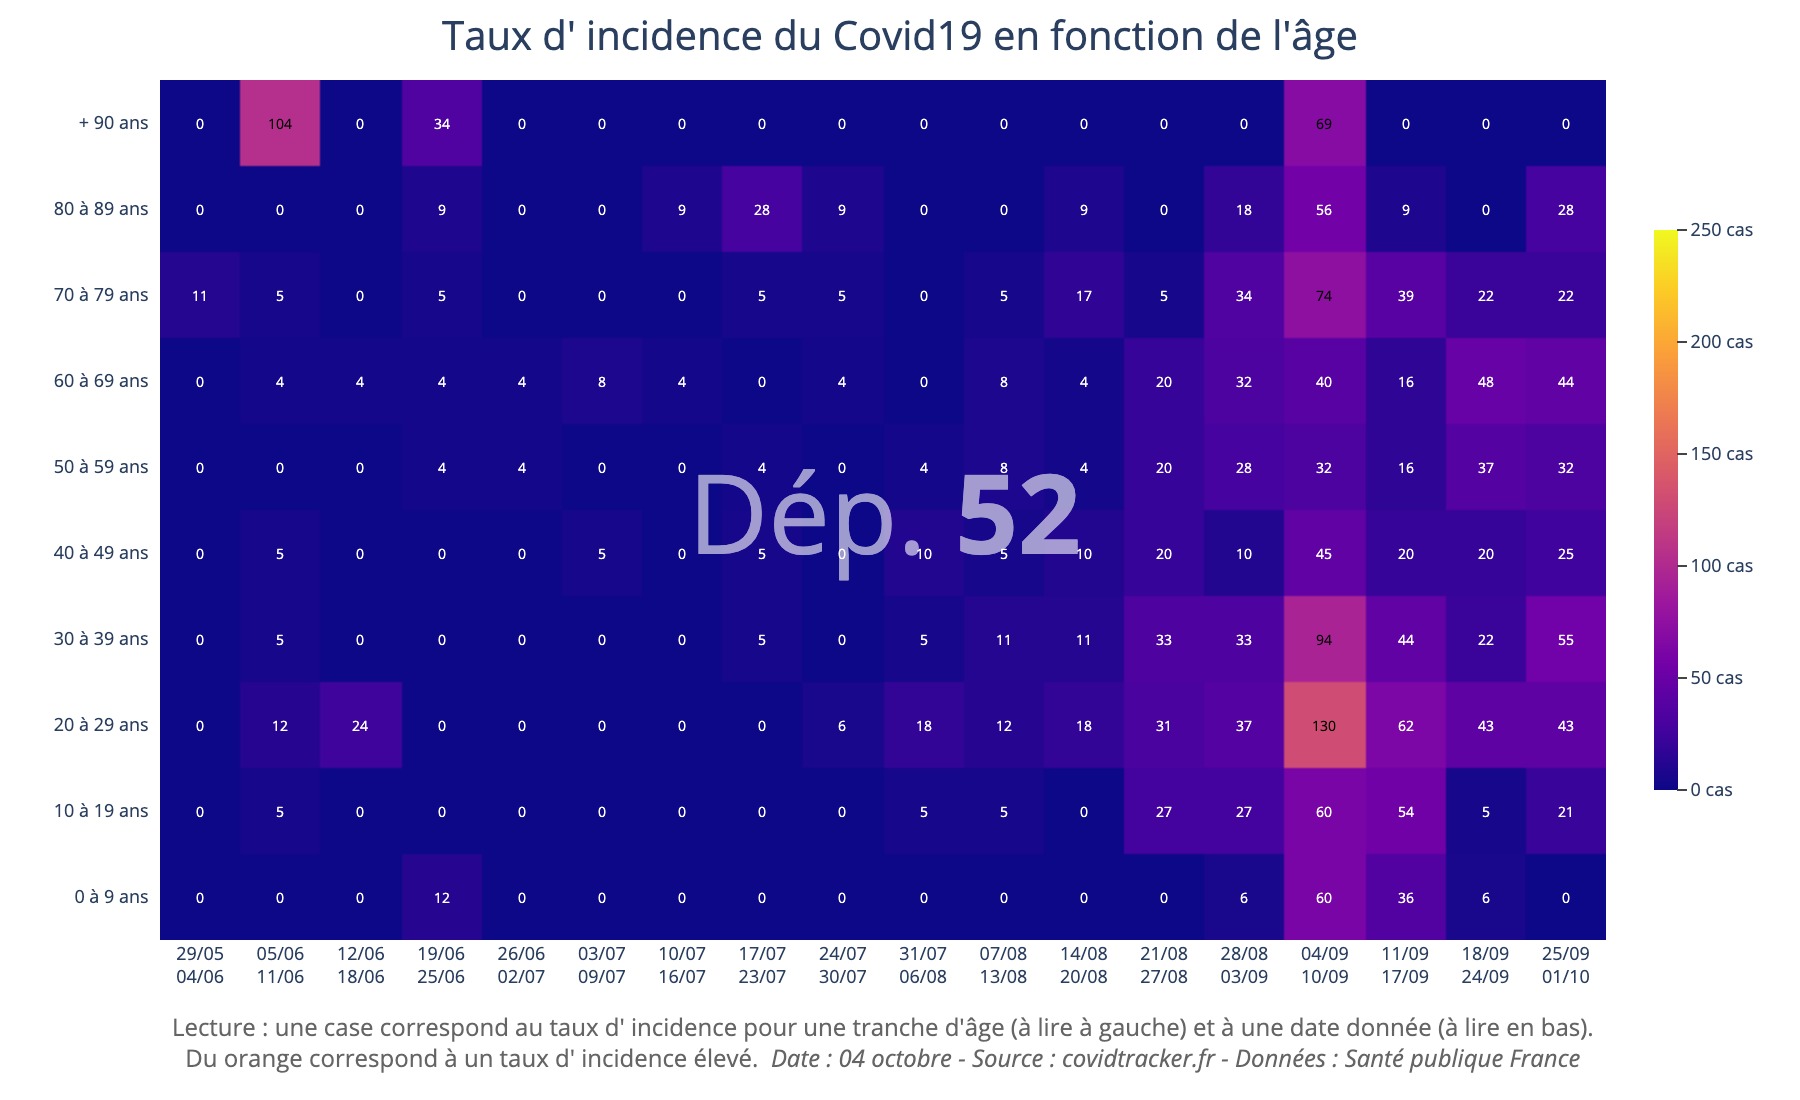 Taux d' incidence du Covid19 en fonction de l'âge
+ 90 ans 0 104 0 34 0 0 0 0 0 0 0 0 0 0 69 0 0 0
80 à 89 ans 0 0 0 9 0 0 9 28 9 0 0 9 0 18 56 9 0 28
250 cas
70 à 79 ans 11 5 0 5 0 0 0 5 5 0 5 17 5 34 74 39 22 22
200 cas
60 à 69 ans 0 4 4 4 4 8 4 0 4 0 8 4 20 32 40 16 48 44
150 cas
50 à 59 ans 0 0 0 4 4 0 0 4 0 4 8 4 20 28 32 16 37 32
Dép. 52
40 à 49 ans 0 5 0 0 0 5 0 5 0 10 5 10 20 10 45 20 20 25
100 cas
30 à 39 ans 0 5 0 0 0 0 0 5 0 5 11 11 33 33 94 44 22 55
50 cas
20 à 29 ans 0 12 24 0 0 0 0 0 6 18 12 18 31 37 130 62 43 43
0 cas
10 à 19 ans 0 5 0 0 0 0 0 0 0 5 5 0 27 27 60 54 5 21
0 à 9 ans 0 0 0 12 0 0 0 0 0 0 0 0 0 6 60 36 6 0
29/05 05/06 12/06 19/06 26/06 03/07 10/07 17/07 24/07 31/07 07/08 14/08 21/08 28/08 04/09 11/09 18/09 25/09
04/06 11/06 18/06 25/06 02/07 09/07 16/07 23/07 30/07 06/08 13/08 20/08 27/08 03/09 10/09 17/09 24/09 01/10
Lecture : une case correspond au taux d' incidence pour une tranche d'âge (à lire à gauche) et à une date donnée (à lire en bas).
Du orange correspond à un taux d' incidence élevé. Date : 04 octobre - Source : covidtracker.fr - Données : Santé publique France